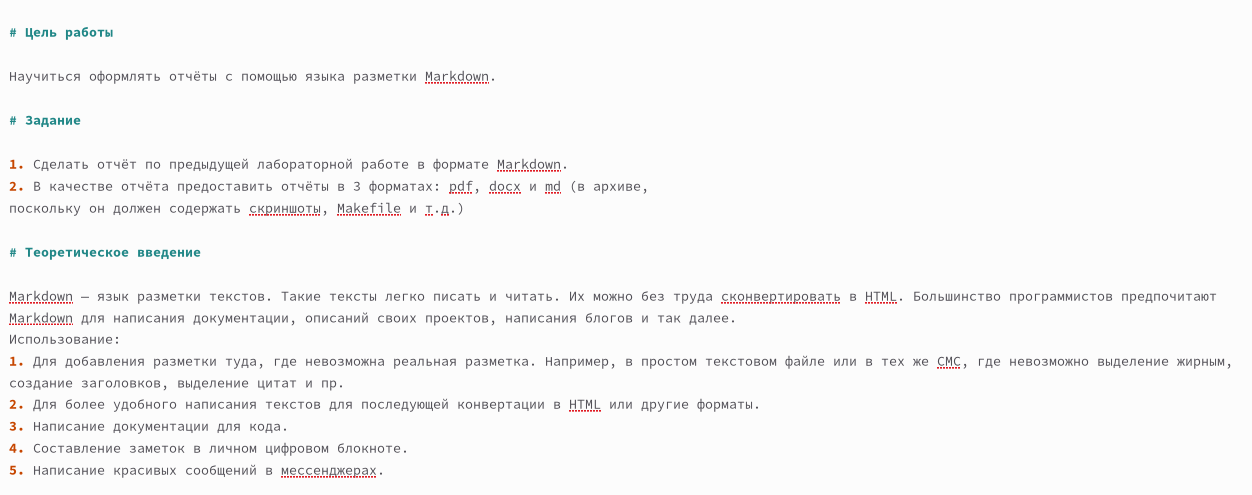 # Цель работы
Научиться оформлять отчёты с помощью языка разметки Markdown.
# Задание
1. Сделать отчёт по предыдущей лабораторной работе в формате Markdown.
2. В качестве отчёта предоставить отчёты в 3 форматах: pdf, docx и md (в архиве,
поскольку он должен содержать скриншоты, Makefile и т.д.)
# Теоретическое введение
Markdown — язык разметки текстов. Такие тексты легко писать и читать. Их можно без труда сконвертировать в HTML. Большинство программистов предпочитают
Markdown для написания документации, описаний своих проектов, написания блогов и так далее.
Использование:
1. Для добавления разметки туда, где невозможна реальная разметка. Например, в простом текстовом файле или в тех же СМС, где невозможно выделение жирным,
создание заголовков, выделение цитат и пр.
2. Для более удобного написания текстов для последующей конвертации в HTML или другие форматы.
3. Написание документации для кода.
4. Составление заметок в личном цифровом блокноте.
5. Написание красивых сообщений в мессенджерах.